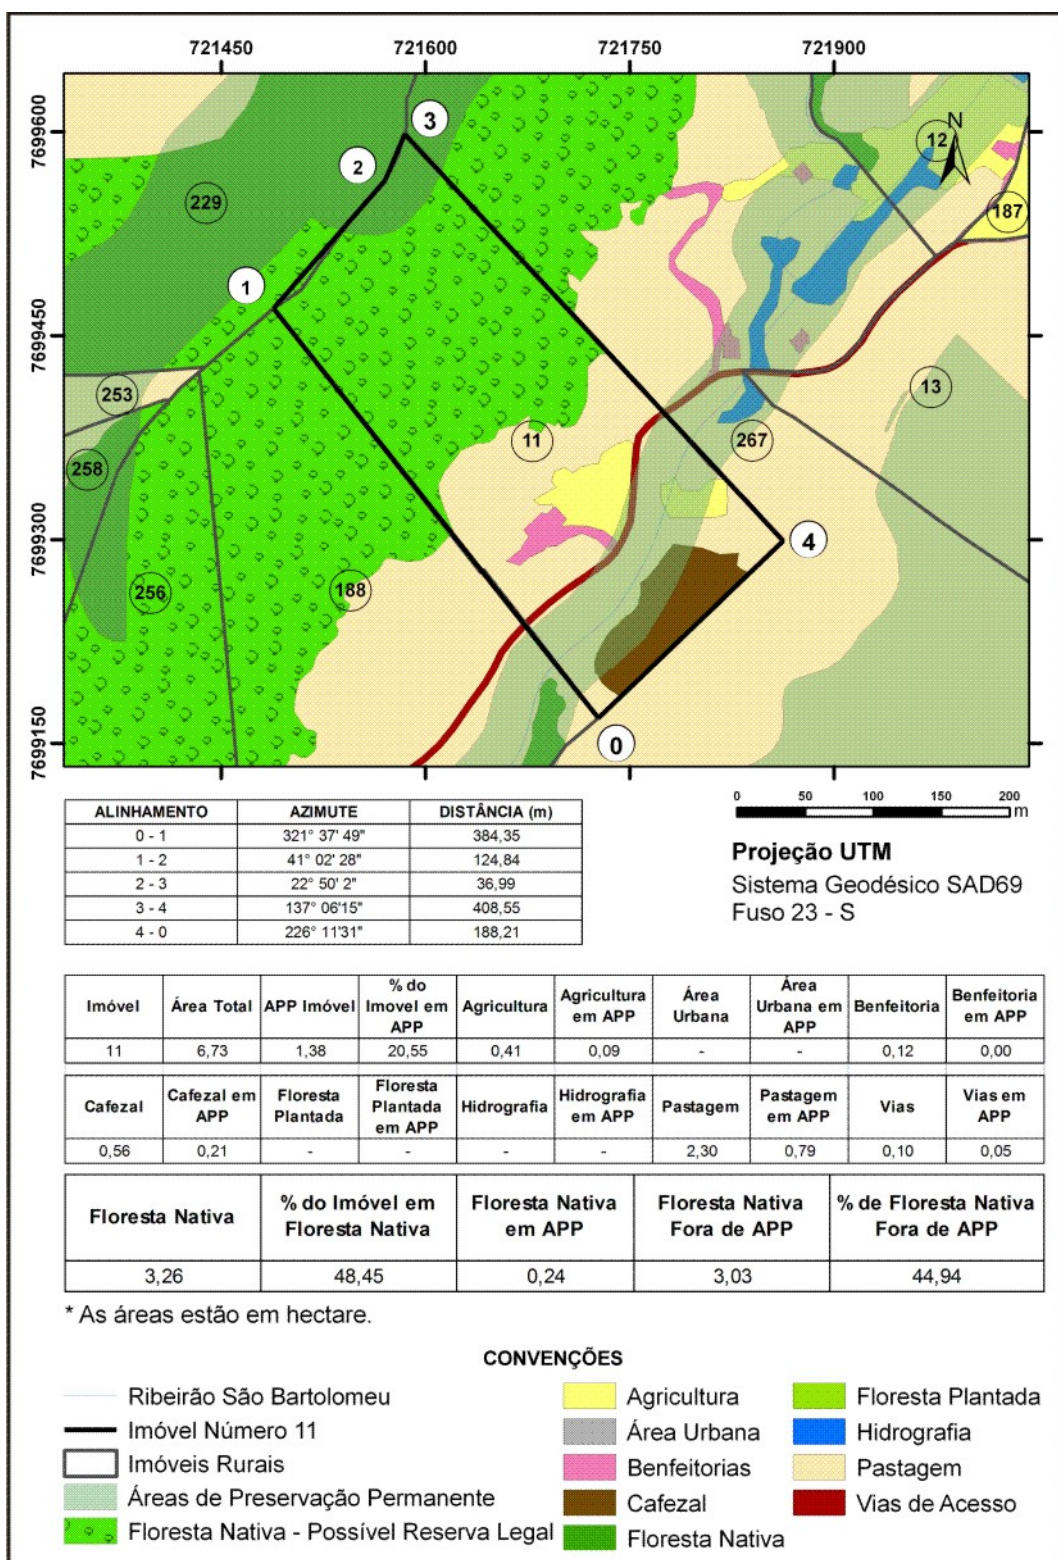 721450 721600 721750 721900
7699600
7699450
7699300
7699150
3
2
229
1
12
N
187
253
258
11
267
13
256
188
4
0
0 50 100 150 200
m
Projeção UTM
Sistema Geodésico SAD69
Fuso 23 - S
ALINHAMENTO AZIMUTE DISTÂNCIA (m)
0 - 1 321° 37' 49" 384,35
1 - 2 41° 02' 28" 124,84
2 - 3 22° 50' 2" 36,99
3 - 4 137° 06'15" 408,55
4 - 0 226° 11'31" 188,21
Imóvel Área Total APP Imóvel % do Imovel em APP Agricultura Agricultura em APP Área Urbana Área Urbana em APP Benfeitoria Benfeitoria em APP
11 6,73 1,38 20,55 0,41 0,09 - - 0,12 0,00
Cafezal Cafezal em APP Floresta Plantada Floresta Plantada em APP Hidrografia Hidrografia em APP Pastagem Pastagem em APP Vias Vias em APP
0,56 0,21 - - - - 2,30 0,79 0,10 0,05
Floresta Nativa % do Imóvel em Floresta Nativa Floresta Nativa em APP Floresta Nativa Fora de APP % de Floresta Nativa Fora de APP
3,26 48,45 0,24 3,03 44,94
* As áreas estão em hectare.
CONVENÇÕES
Ribeirão São Bartolomeu
Imóvel Número 11
Imóveis Rurais
Áreas de Preservação Permanente
Floresta Nativa - Possível Reserva Legal
Agricultura
Área Urbana
Benfeitorias
Cafezal
Floresta Nativa
Floresta Plantada
Hidrografia
Pastagem
Vias de Acesso